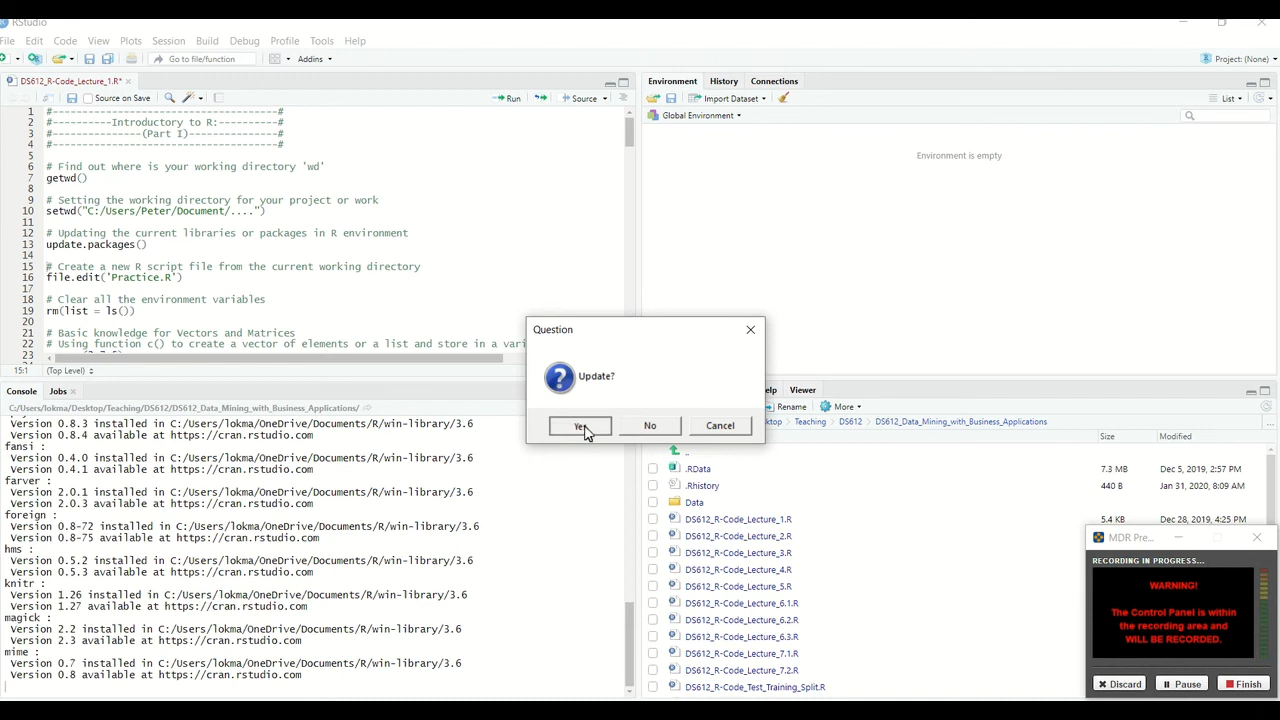 RStudio
File Edit Code View Plots Session Build Debug Profile Tools Help
Go to file/function Addins Project: (None)
DS612_R-Code_Lecture_1.R*
Source on Save Run Source
1 #-------------------------------------#
2 #----------Introductory to R:----------#
3 #---------------(Part I)---------------#
4 #-------------------------------------#
5
6 # Find out where is your working directory 'wd'
7 getwd()
8
9 # Setting the working directory for your project or work
10 setwd("C:/Users/Peter/Document/....")
11
12 # Updating the current libraries or packages in R environment
13 update.packages()
14
15 # Create a new R script file from the current working directory
16 file.edit('Practice.R')
17
18 # Clear all the environment variables
19 rm(list = ls())
20
21 # Basic knowledge for Vectors and Matrices
22 # Using function c() to create a vector of elements or a list and store in a vari
23
15:1 (Top Level)
Environment History Connections
Import Dataset List
Global Environment
Environment is empty
Question
Update?
Yes No Cancel
Console Jobs
C:/Users/lokma/Desktop/Teaching/DS612/DS612_Data_Mining_with_Business_Applications/
Version 0.8.3 installed in C:/Users/lokma/OneDrive/Documents/R/win-library/3.6
Version 0.8.4 available at https://cran.rstudio.com
fansi :
Version 0.4.0 installed in C:/Users/lokma/OneDrive/Documents/R/win-library/3.6
Version 0.4.1 available at https://cran.rstudio.com
farver :
Version 2.0.1 installed in C:/Users/lokma/OneDrive/Documents/R/win-library/3.6
Version 2.0.3 available at https://cran.rstudio.com
foreign :
Version 0.8-72 installed in C:/Users/lokma/OneDrive/Documents/R/win-library/3.6
Version 0.8-75 available at https://cran.rstudio.com
hms :
Version 0.5.2 installed in C:/Users/lokma/OneDrive/Documents/R/win-library/3.6
Version 0.5.3 available at https://cran.rstudio.com
knitr :
Version 1.26 installed in C:/Users/lokma/OneDrive/Documents/R/win-library/3.6
Version 1.27 available at https://cran.rstudio.com
magick :
Version 2.2 installed in C:/Users/lokma/OneDrive/Documents/R/win-library/3.6
Version 2.3 available at https://cran.rstudio.com
mime :
Version 0.7 installed in C:/Users/lokma/OneDrive/Documents/R/win-library/3.6
Version 0.8 available at https://cran.rstudio.com
elp Viewer
Rename More
ktop Teaching DS612 DS612_Data_Mining_with_Business_Applications
Size Modified
..
.RData 7.3 MB Dec 5, 2019, 2:57 PM
.Rhistory 440 B Jan 31, 2020, 8:09 AM
Data
DS612_R-Code_Lecture_1.R 5.4 KB Dec 28, 2019, 4:25 PM
DS612_R-Code_Lecture_2.R
DS612_R-Code_Lecture_3.R
DS612_R-Code_Lecture_4.R
DS612_R-Code_Lecture_5.R
DS612_R-Code_Lecture_6.1.R
DS612_R-Code_Lecture_6.2.R
DS612_R-Code_Lecture_6.3.R
DS612_R-Code_Lecture_7.1.R
DS612_R-Code_Lecture_7.2.R
DS612_R-Code_Test_Training_Split.R
MDR Pre...
RECORDING IN PROGRESS...
WARNING!
The Control Panel is within
the recording area and
WILL BE RECORDED.
Discard Pause Finish